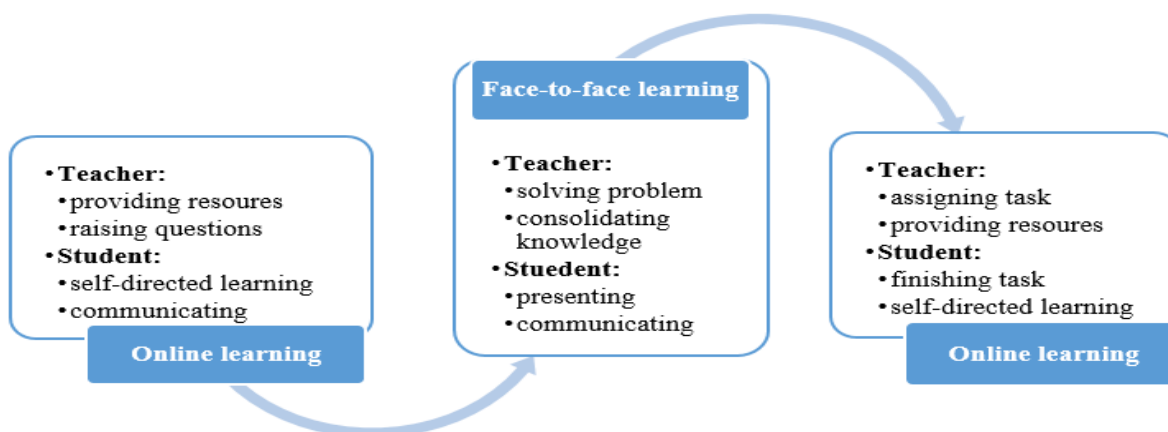 • Teacher:
• providing resoures
• raising questions
• Student:
• self-directed learning
• communicating
Online learning
Face-to-face learning
• Teacher:
• solving problem
• consolidating
knowledge
• Stuedent:
• presenting
• communicating
• Teacher:
• assigning task
• providing resoures
• Student:
• finishing task
• self-directed learning
Online learning